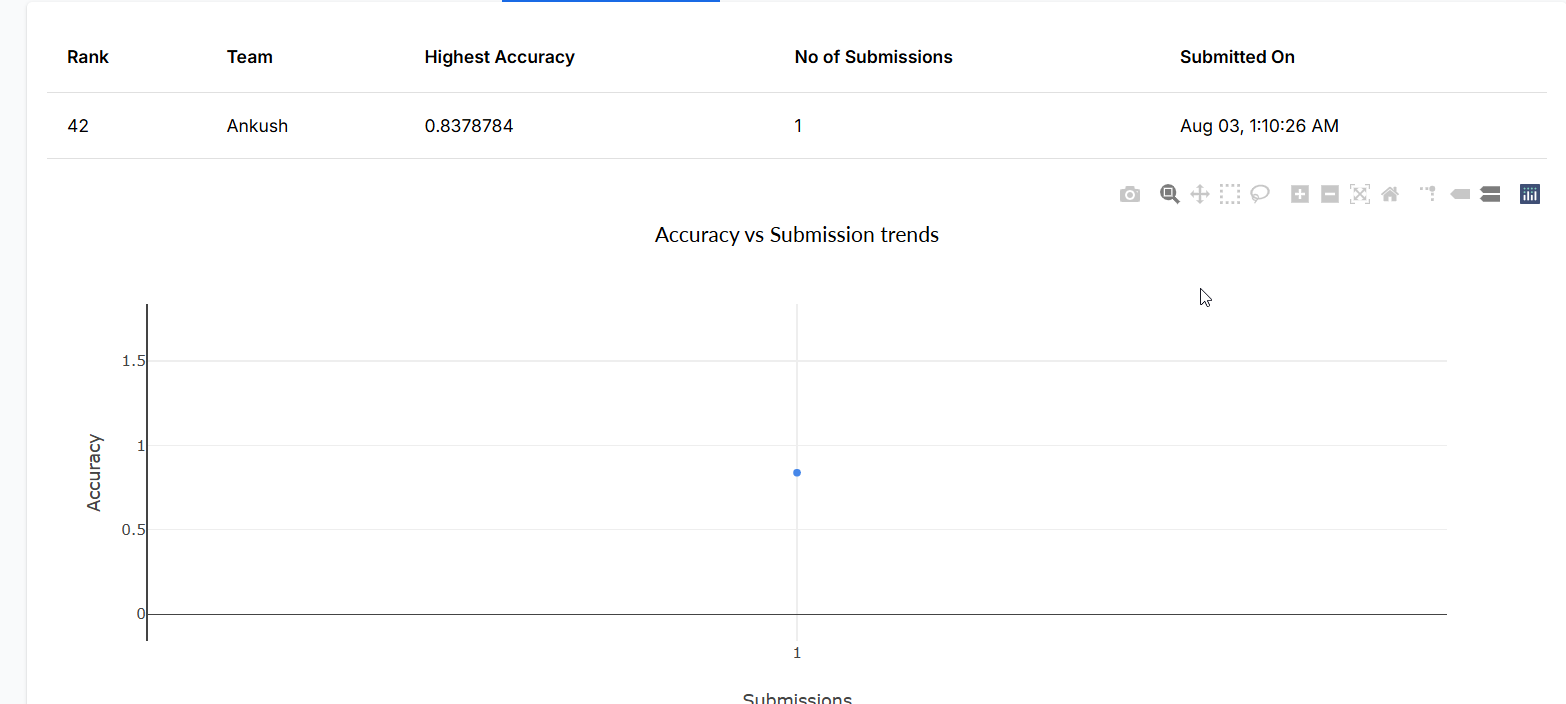 Rank Team Highest Accuracy No of Submissions Submitted On
42 Ankush 0.8378784 1 Aug 03, 1:10:26 AM
Accuracy vs Submission trends
1.5
1
Accuracy
0.5
0
1
Submissions